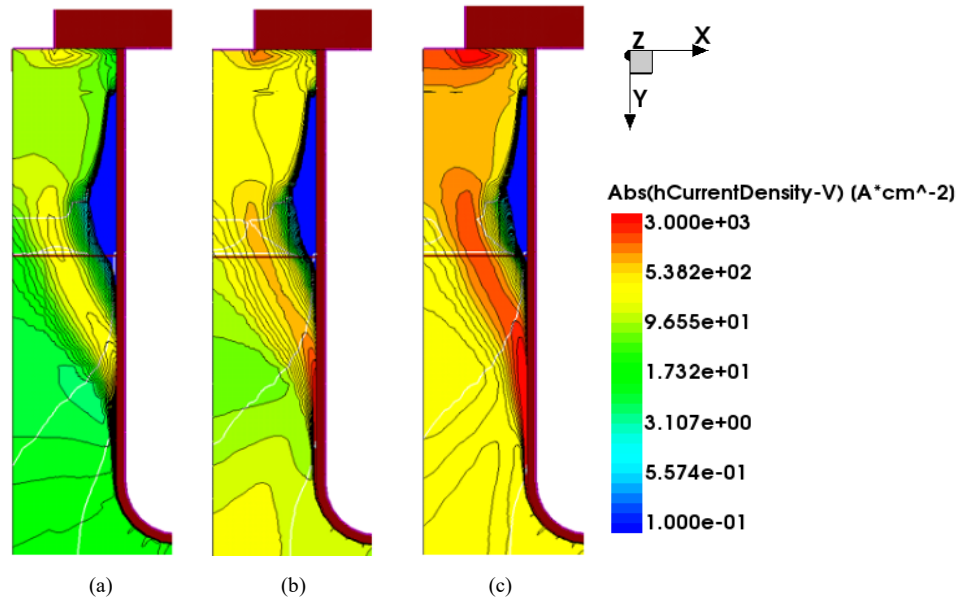 Z X
Y
Abs(hCurrentDensity-V) (A*cm^-2)
3.000e+03
5.382e+02
9.655e+01
1.732e+01
3.107e+00
5.574e-01
1.000e-01
(a) (b) (c)